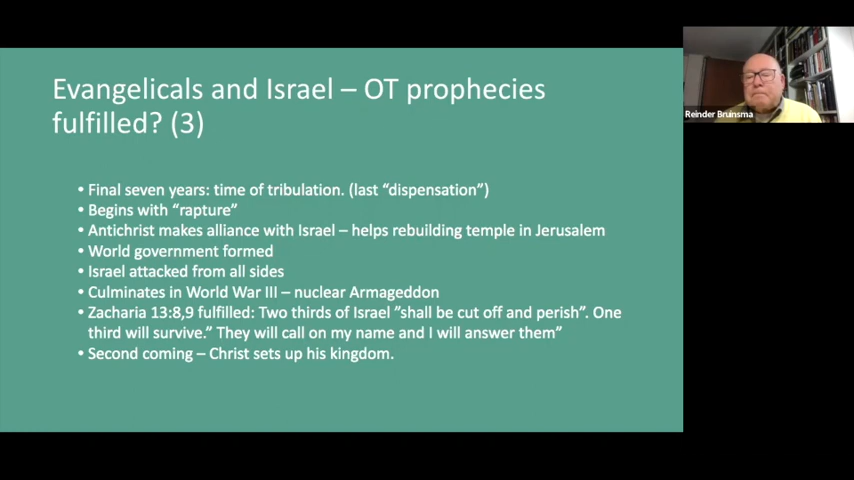 Evangelicals and Israel – OT prophecies
fulfilled? (3)
• Final seven years: time of tribulation. (last “dispensation”)
• Begins with “rapture”
• Antichrist makes alliance with Israel – helps rebuilding temple in Jerusalem
• World government formed
• Israel attacked from all sides
• Culminates in World War III – nuclear Armageddon
• Zacharia 13:8,9 fulfilled: Two thirds of Israel “shall be cut off and perish”. One
third will survive.” They will call on my name and I will answer them”
• Second coming – Christ sets up his kingdom.
Reinder Bruinsma